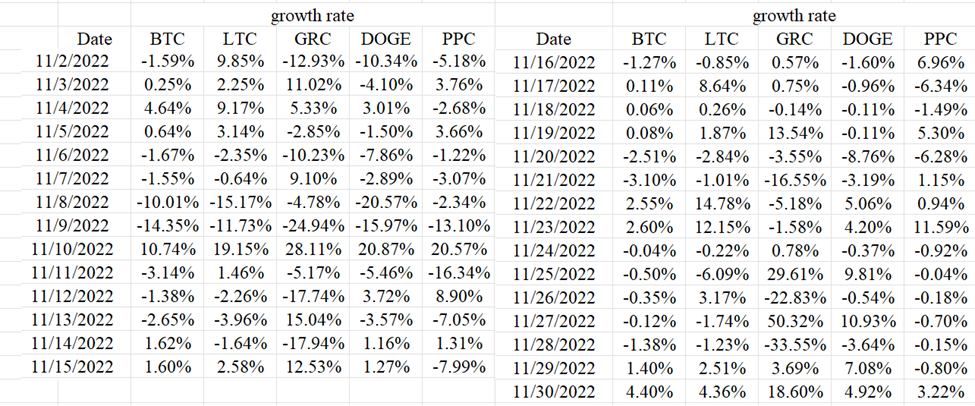 growth rate growth rate
Date BTC LTC GRC DOGE PPC Date BTC LTC GRC DOGE PPC
11/2/2022 -1.59% 9.85% -12.93% -10.34% -5.18% 11/16/2022 -1.27% -0.85% 0.57% -1.60% 6.96%
11/3/2022 0.25% 2.25% 11.02% -4.10% 3.76% 11/17/2022 0.11% 8.64% 0.75% -0.96% -6.34%
11/4/2022 4.64% 9.17% 5.33% 3.01% -2.68% 11/18/2022 0.06% 0.26% -0.14% -0.11% -1.49%
11/5/2022 0.64% 3.14% -2.85% -1.50% 3.66% 11/19/2022 0.08% 1.87% 13.54% -0.11% 5.30%
11/6/2022 -1.67% -2.35% -10.23% -7.86% -1.22% 11/20/2022 -2.51% -2.84% -3.55% -8.76% -6.28%
11/7/2022 -1.55% -0.64% 9.10% -2.89% -3.07% 11/21/2022 -3.10% -1.01% -16.55% -3.19% 1.15%
11/8/2022 -10.01% -15.17% -4.78% -20.57% -2.34% 11/22/2022 2.55% 14.78% -5.18% 5.06% 0.94%
11/9/2022 -14.35% -11.73% -24.94% -15.97% -13.10% 11/23/2022 2.60% 12.15% -1.58% 4.20% 11.59%
11/10/2022 10.74% 19.15% 28.11% 20.87% 20.57% 11/24/2022 -0.04% -0.22% 0.78% -0.37% -0.92%
11/11/2022 -3.14% 1.46% -5.17% -5.46% -16.34% 11/25/2022 -0.50% -6.09% 29.61% 9.81% -0.04%
11/12/2022 -1.38% -2.26% -17.74% 3.72% 8.90% 11/26/2022 -0.35% 3.17% -22.83% -0.54% -0.18%
11/13/2022 -2.65% -3.96% 15.04% -3.57% -7.05% 11/27/2022 -0.12% -1.74% 50.32% 10.93% -0.70%
11/14/2022 1.62% -1.64% -17.94% 1.16% 1.31% 11/28/2022 -1.38% -1.23% -33.55% -3.64% -0.15%
11/15/2022 1.60% 2.58% 12.53% 1.27% -7.99% 11/29/2022 1.40% 2.51% 3.69% 7.08% -0.80%
11/30/2022 4.40% 4.36% 18.60% 4.92% 3.22%